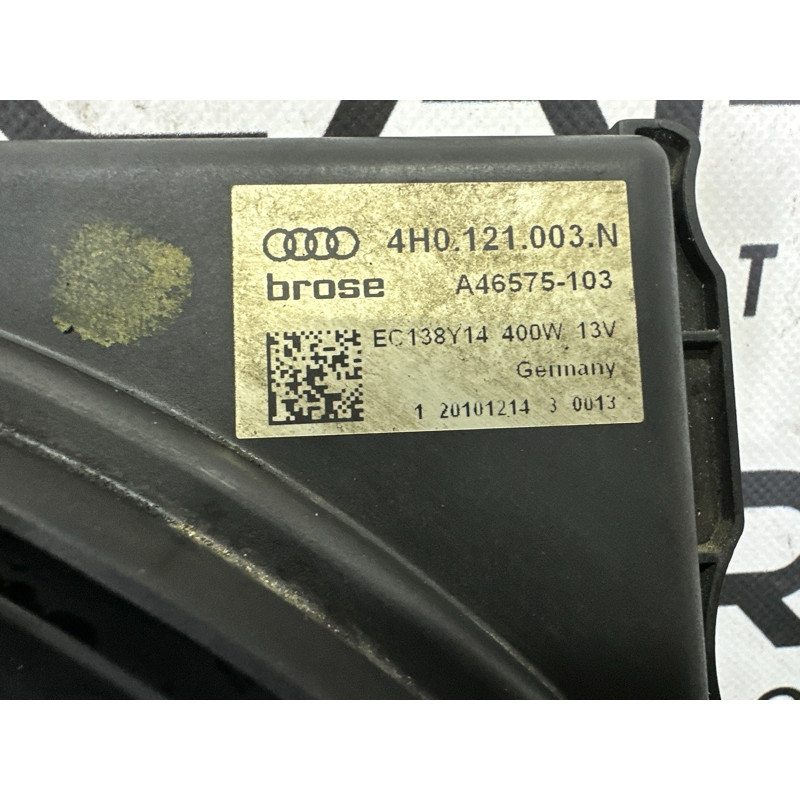 4H0.121.003.N
brose A46575-103
EC138Y14 400W 13V
Germany
1 20101214 3 0013